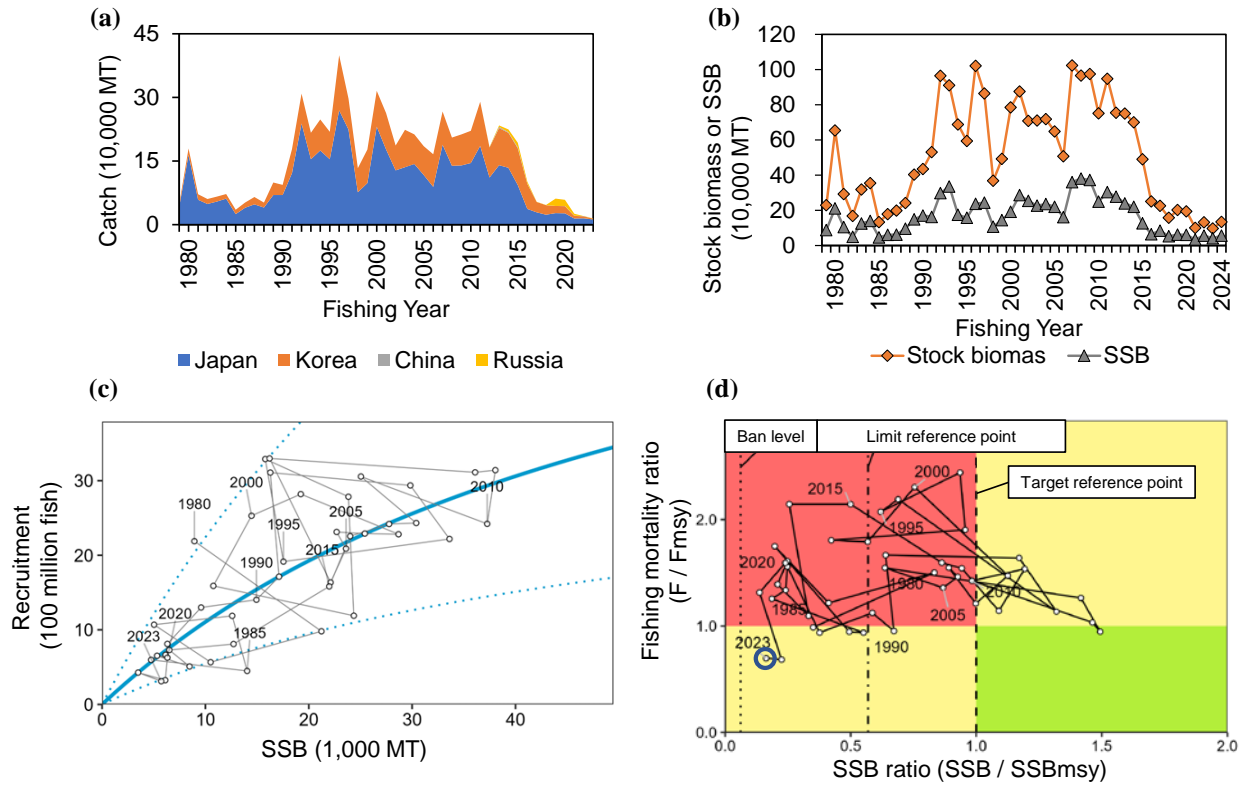 (a)
45
30
15
0
Catch (10,000 MT)
1980
1985
1990
1995
2000
2005
2010
2015
2020
Fishing Year
Japan Korea China Russia
(b)
120
100
80
60
40
20
0
Stock biomass or SSB
(10,000 MT)
1980
1985
1990
1995
2000
2005
2010
2015
2020
2024
Fishing Year
Stock biomas SSB
(c)
30
20
10
0
Recruitment
(100 million fish)
1980
2000
1995
2005
2010
2015
1990
2020
2023
1985
0 10 20 30 40
SSB (1,000 MT)
(d)
Ban level
Limit reference point
Target reference point
2.0
1.0
0.0
Fishing mortality ratio
(F / Fmsy)
2015
2000
1995
2020
1980
1985
2005
2010
2023
1990
0.0 0.5 1.0 1.5 2.0
SSB ratio (SSB / SSBmsy)